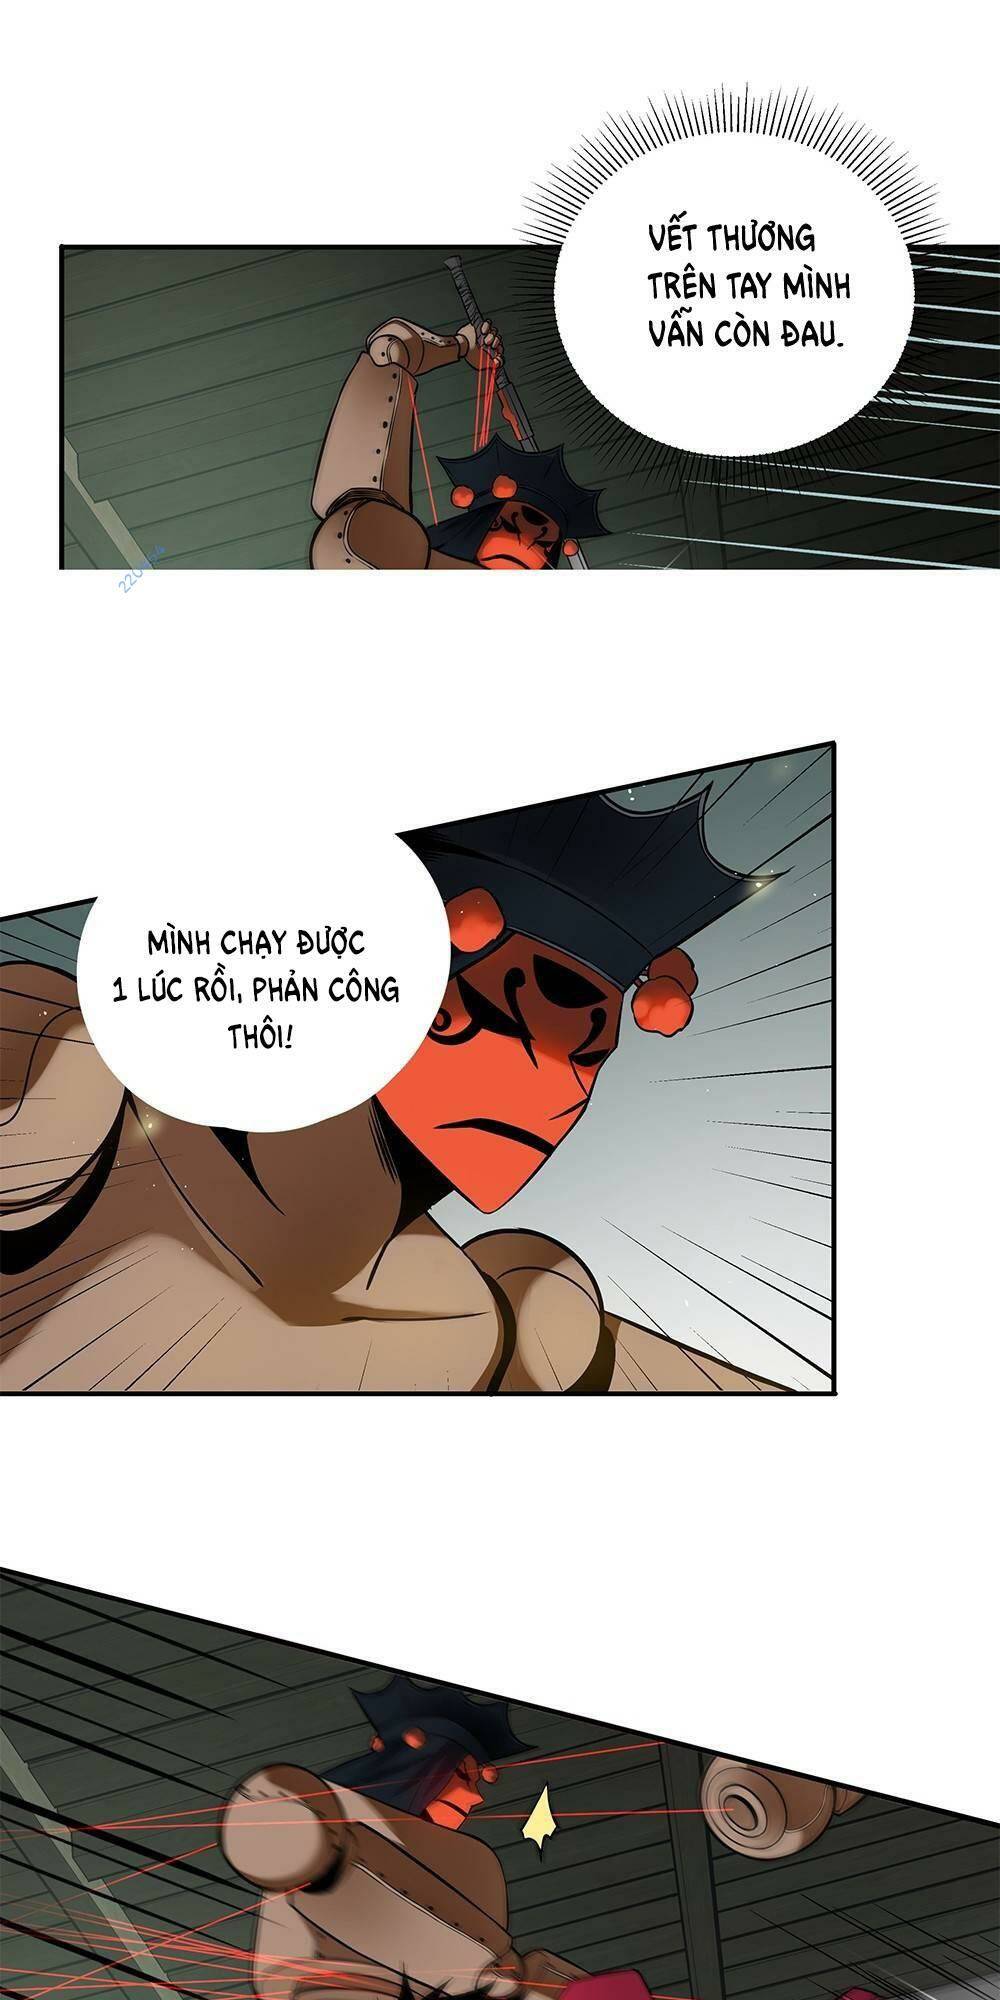 VẾT THƯƠNG
TRÊN TAY MÌNH
VẪN CÒN ĐAU.
MÌNH CHẠY ĐƯỢC
1 LÚC RỒI, PHẢN CÔNG
THÔI!